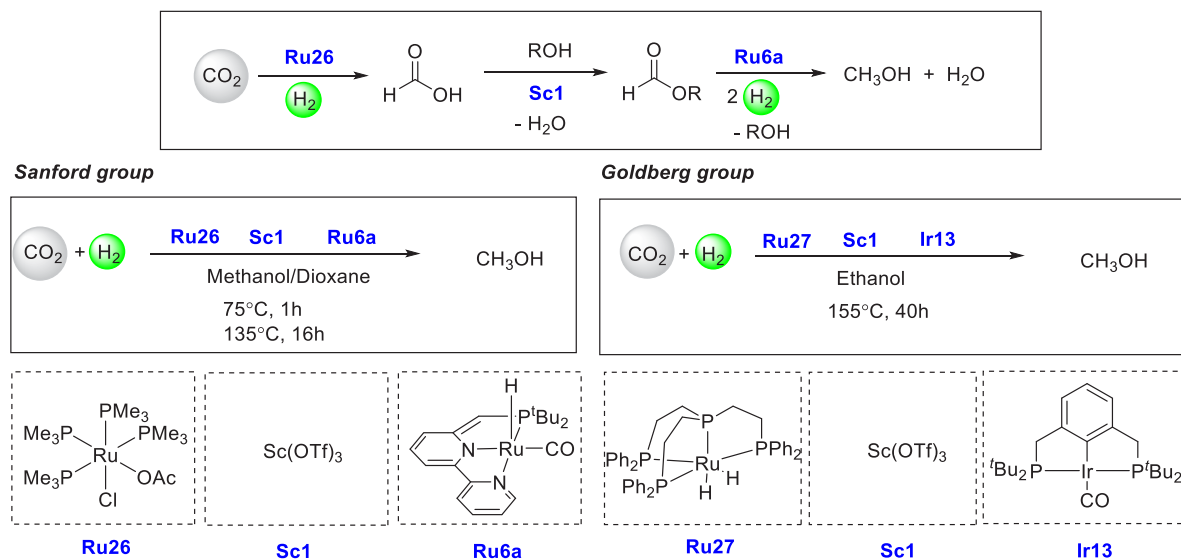 Ru26
ROH
Ru6a
CO2
H2
O
H
OH
Sc1
- H2O
O
H
OR
2 H2
- ROH
CH3OH + H2O
Sanford group
CO2 + H2
Ru26 Sc1 Ru6a
Methanol/Dioxane
75°C, 1h
135°C, 16h
CH3OH
Goldberg group
CO2 + H2
Ru27 Sc1 Ir13
Ethanol
155°C, 40h
CH3OH
PMe3
Me3P
PMe3
Ru
Me3P
OAc
Cl
Sc(OTf)3
H
PtBu2
N
Ru
CO
N
P
Ph2P
Ru
PPh2
Ph2P
H
H
Sc(OTf)3
tBu2P
Ir
PtBu2
CO
Ru26
Sc1
Ru6a
Ru27
Sc1
Ir13